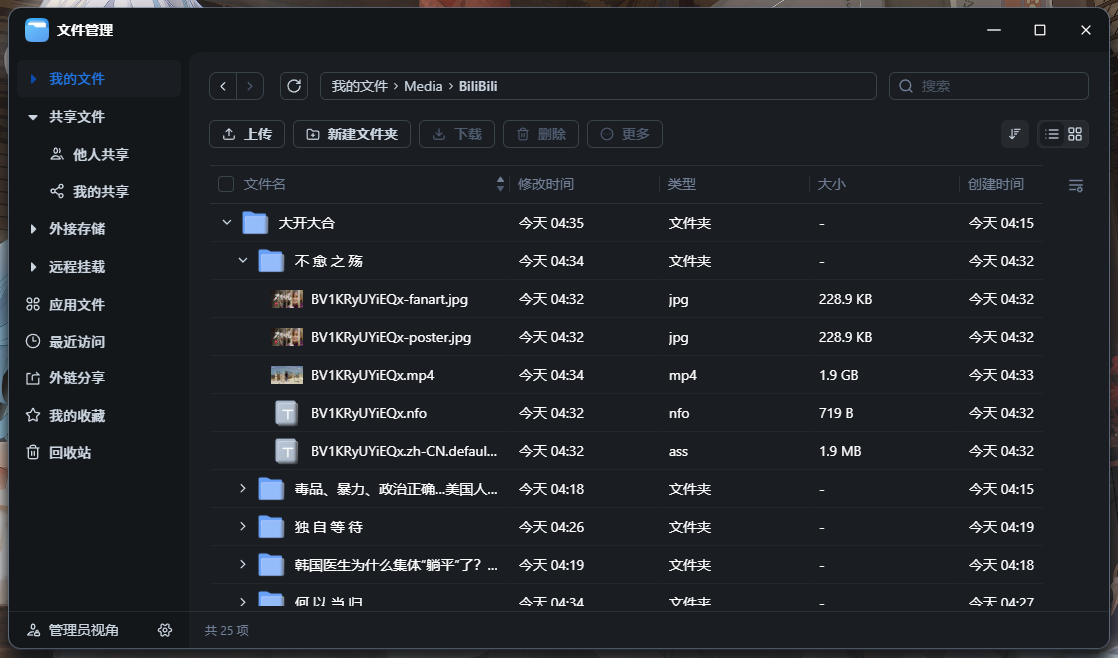 文件管理
我的文件
共享文件
他人共享
我的共享
外接存储
远程挂载
应用文件
最近访问
外链分享
我的收藏
回收站
管理员视角
我的文件 › Media › BiliBili
搜索
上传 新建文件夹 下载 删除 更多
文件名 修改时间 类型 大小 创建时间
大开大合 今天 04:35 文件夹 - 今天 04:15
不愈之殇 今天 04:34 文件夹 - 今天 04:32
BV1KRyUYiEQx-fanart.jpg 今天 04:32 jpg 228.9 KB 今天 04:32
BV1KRyUYiEQx-poster.jpg 今天 04:32 jpg 228.9 KB 今天 04:32
BV1KRyUYiEQx.mp4 今天 04:34 mp4 1.9 GB 今天 04:33
BV1KRyUYiEQx.nfo 今天 04:32 nfo 719 B 今天 04:32
BV1KRyUYiEQx.zh-CN.defaul... 今天 04:32 ass 1.9 MB 今天 04:32
毒品、暴力、政治正确...美国人... 今天 04:18 文件夹 - 今天 04:15
独自等待 今天 04:26 文件夹 - 今天 04:19
韩国医生为什么集体“躺平”了？... 今天 04:19 文件夹 - 今天 04:18
何以当归 今天 04:34 文件夹 - 今天 04:27
共 25 项